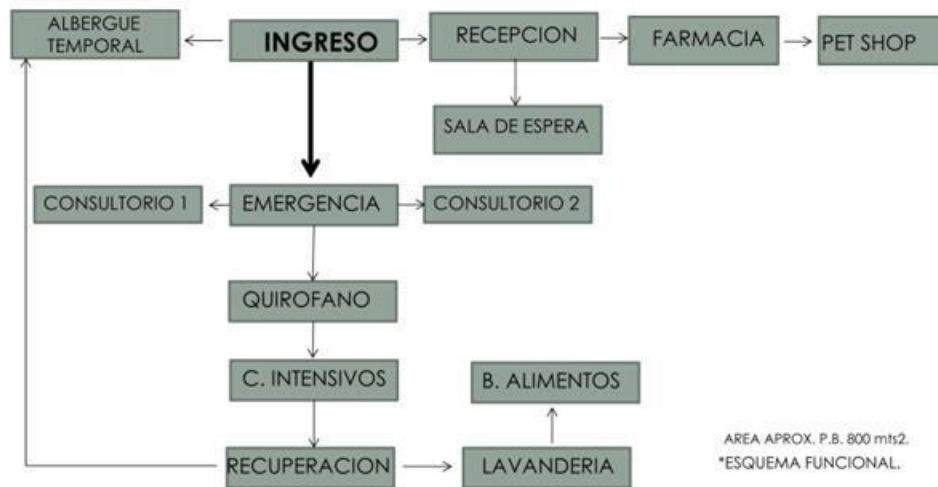 ALBERGUE
TEMPORAL
INGRESO
RECEPCION
FARMACIA
PET SHOP
SALA DE ESPERA
CONSULTORIO 1
EMERGENCIA
CONSULTORIO 2
QUIROFANO
C. INTENSIVOS
B. ALIMENTOS
RECUPERACION
LAVANDERIA
AREA APROX. P.B. 800 mts2.
*ESQUEMA FUNCIONAL.